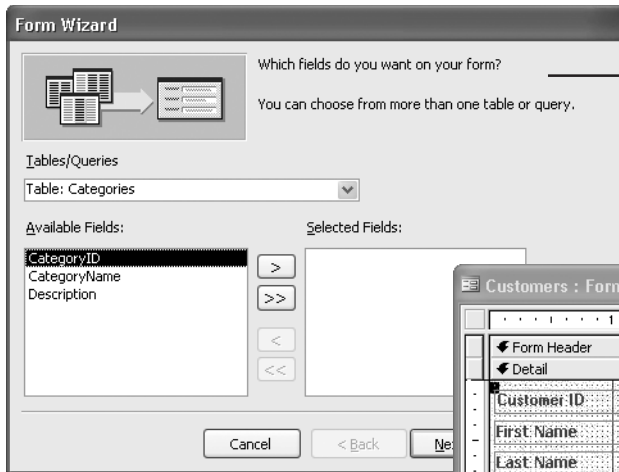 Form Wizard
Which fields do you want on your form?
You can choose from more than one table or query.
Tables/Queries
Table: Categories
Available Fields:
Selected Fields:
CategoryID
CategoryName
Description
>
>>
<
<<
Cancel
< Back
Ne
Customers : Form
1
Form Header
Detail
Customer ID
First Name
Last Name